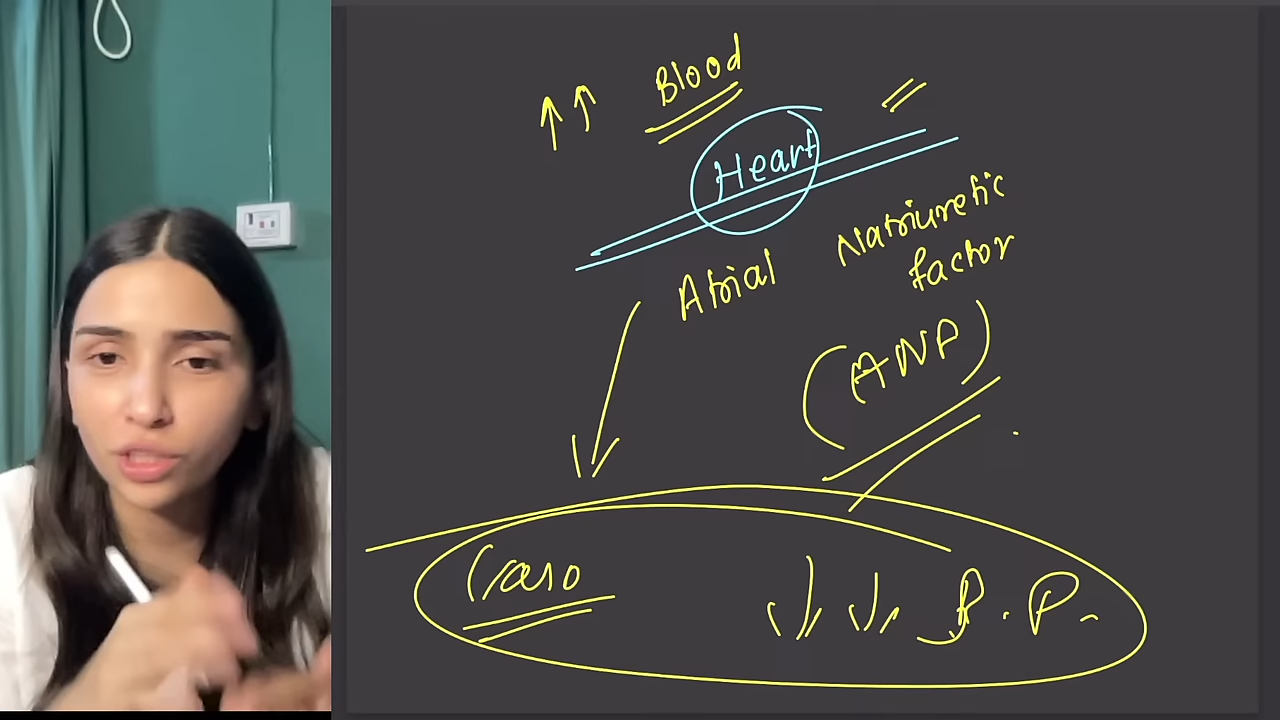 ↑↑ Blood
Heart
Atrial Natriuretic
factor
(ANP)
↓↓ B.P.